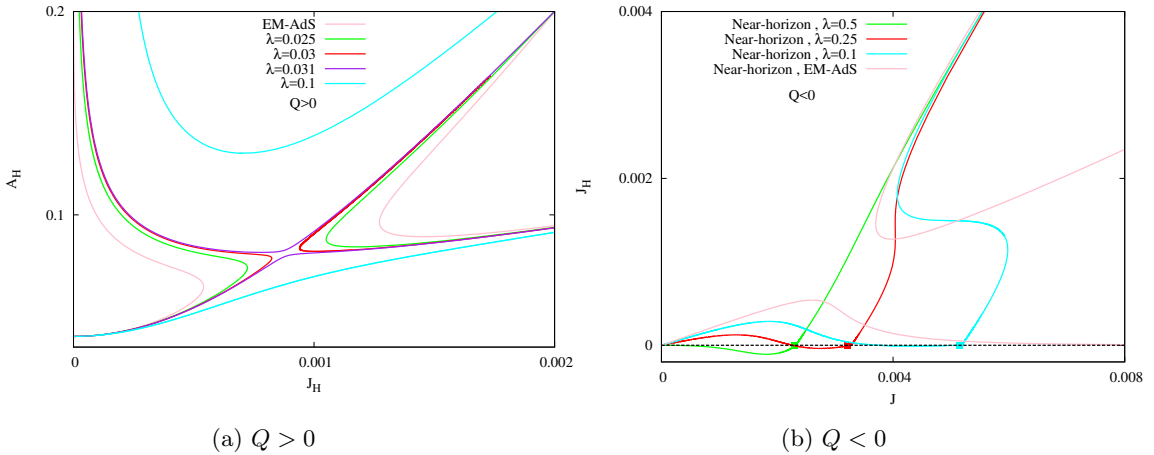 0.2
0.1
A_H
0.001
0.002
J_H
EM-AdS
λ=0.025
λ=0.03
λ=0.031
λ=0.1
Q>0
(a) Q > 0
0.004
0.002
0
J_H
0
0.004
0.008
J
Near-horizon , λ=0.5
Near-horizon , λ=0.25
Near-horizon , λ=0.1
Near-horizon , EM-AdS
Q<0
(b) Q < 0